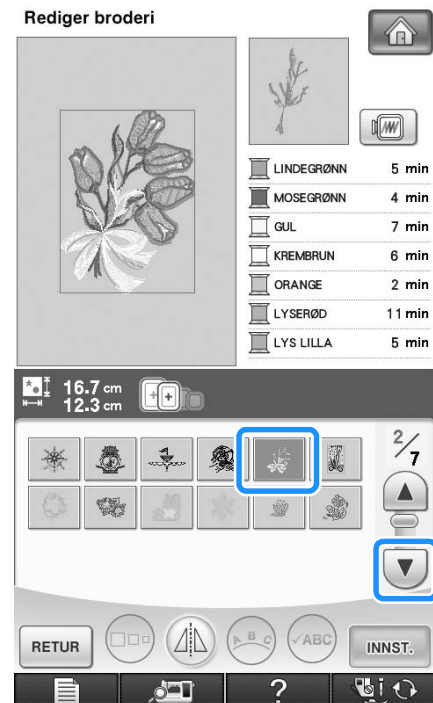 Rediger broderi
LINDEGRØNN 5 min
MOSEGRØNN 4 min
GUL 7 min
KREMBRUN 6 min
ORANGE 2 min
LYSERØD 11 min
LYS LILLA 5 min
16.7 cm
12.3 cm
2/7
RETUR
A B C
✓ABC
INNST.
?